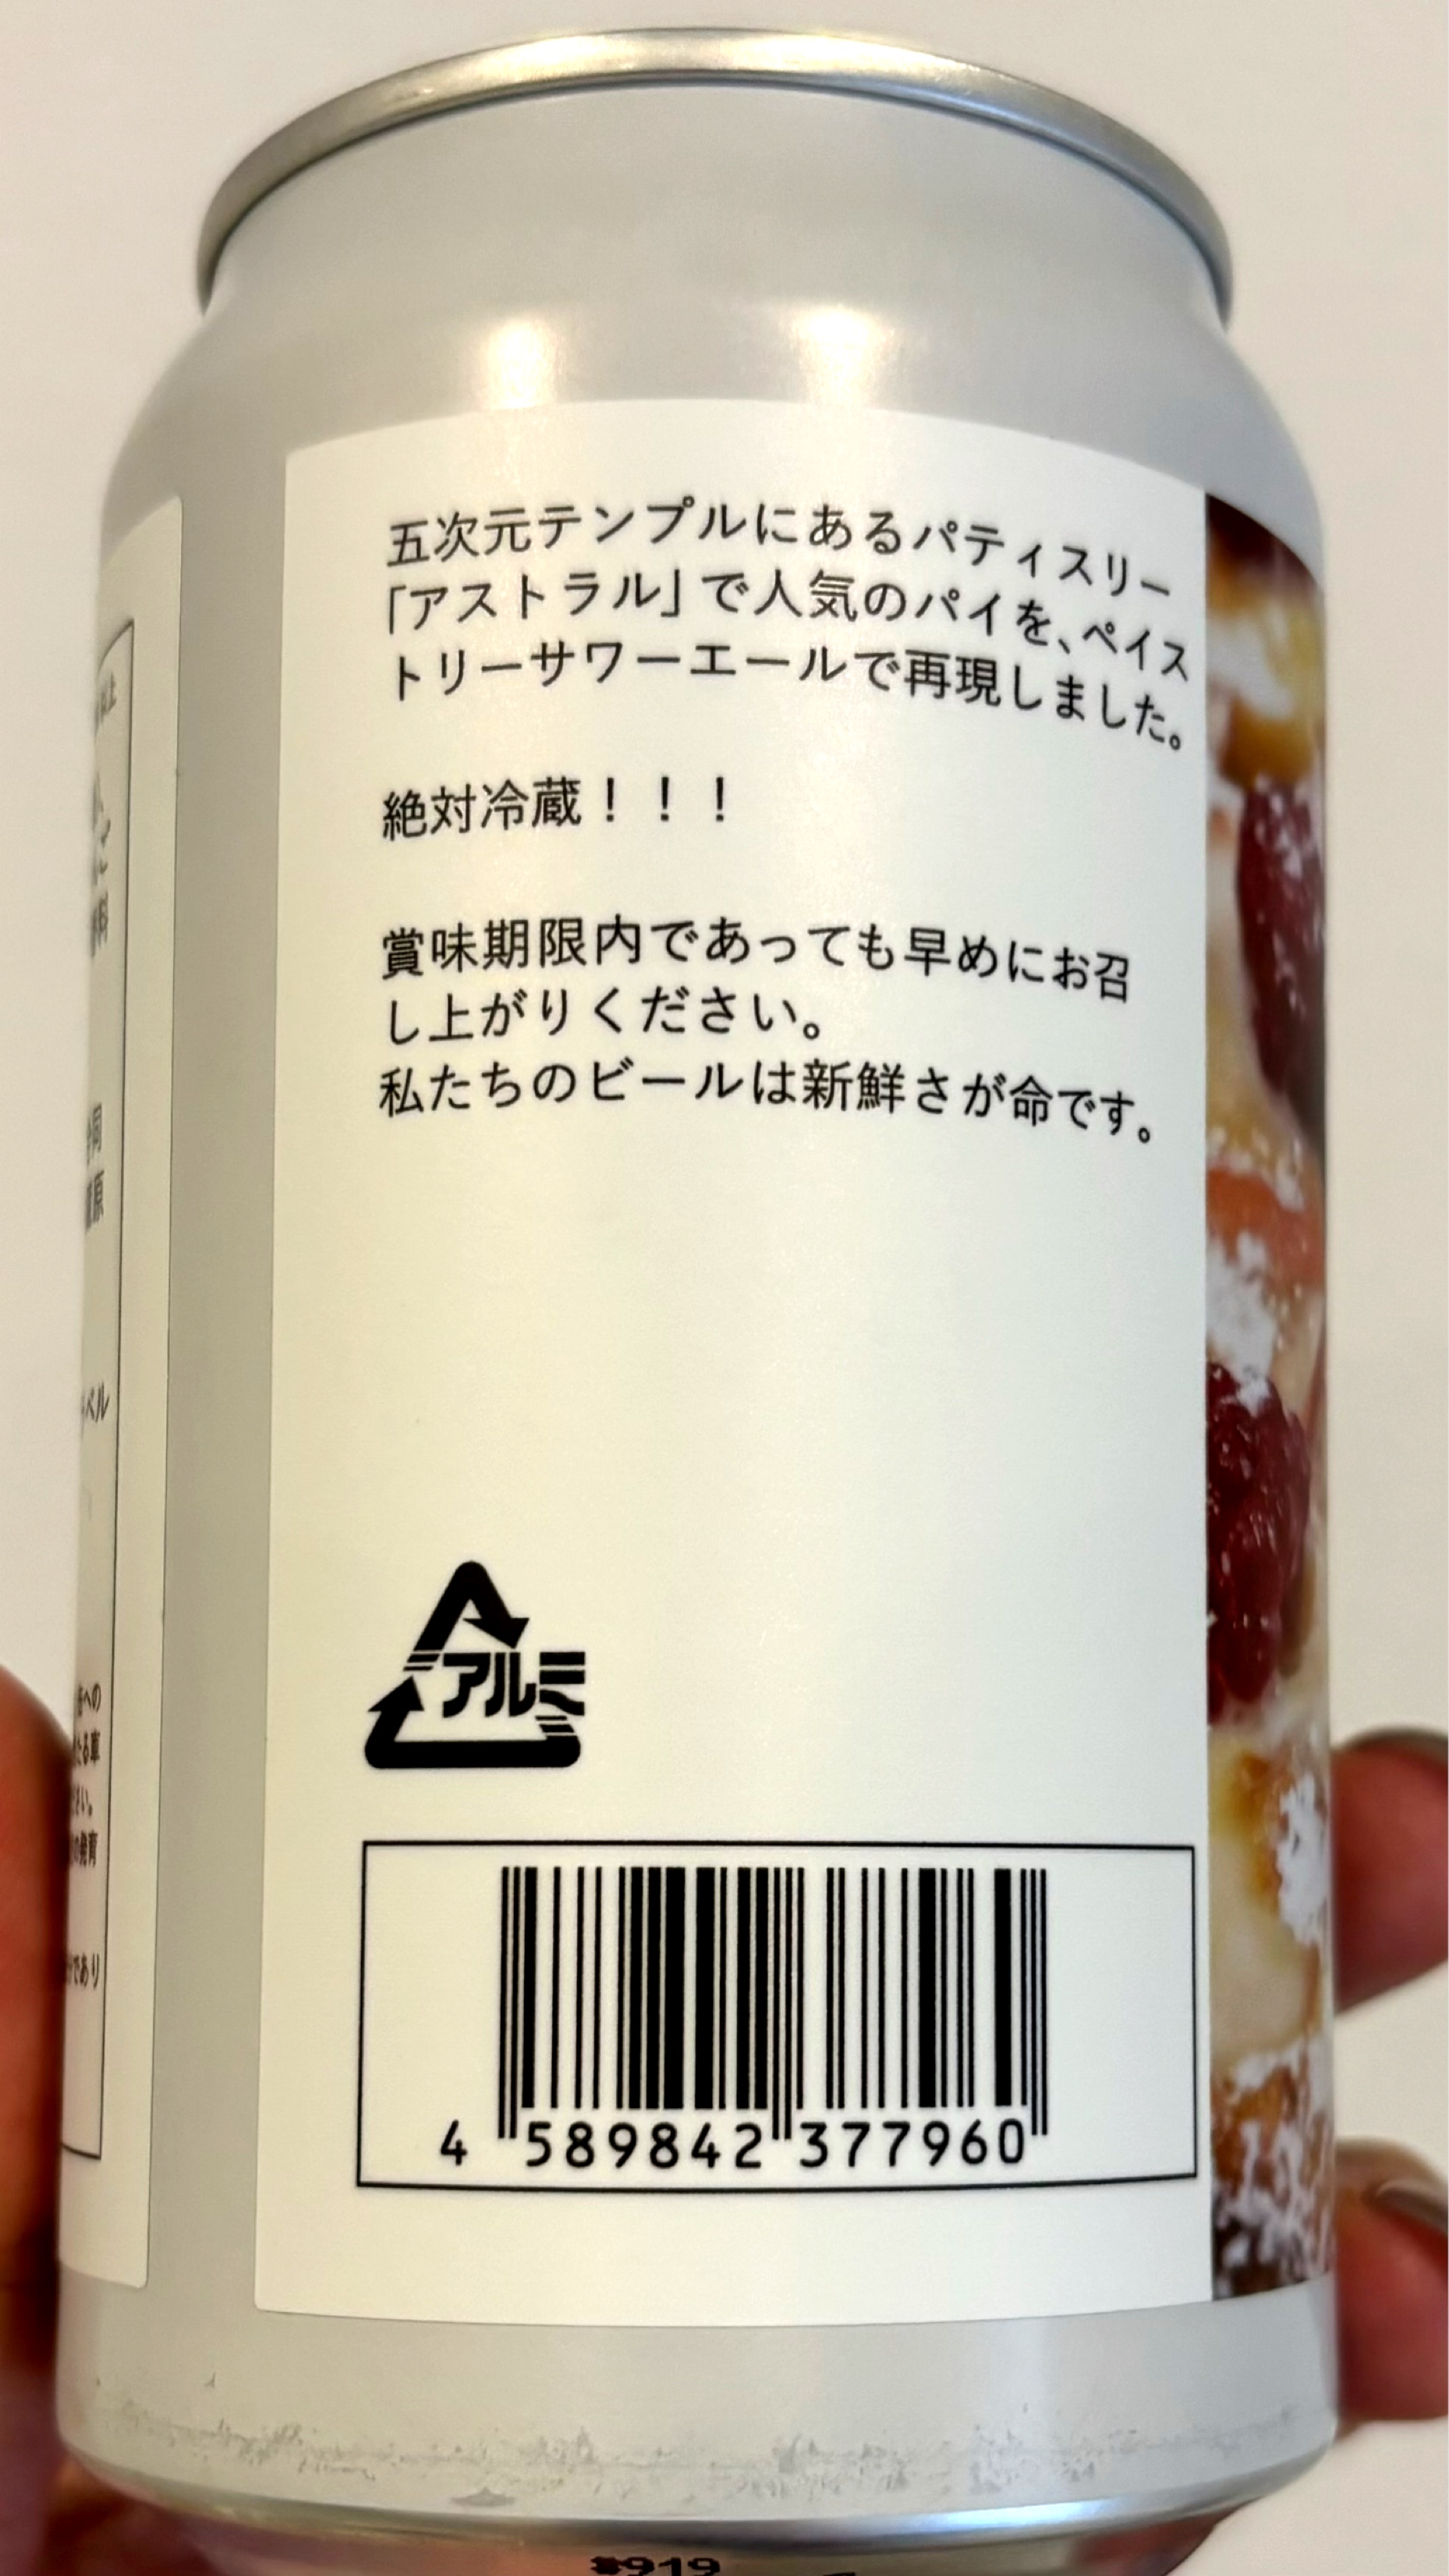 五次元テンプルにあるパティスリー
「アストラル」で人気のパイを、ペイス
トリーサワーエールで再現しました。
絶対冷蔵！！！
賞味期限内であっても早めにお召
し上がりください。
私たちのビールは新鮮さが命です。
アルミ
4 589842 377960
¥919